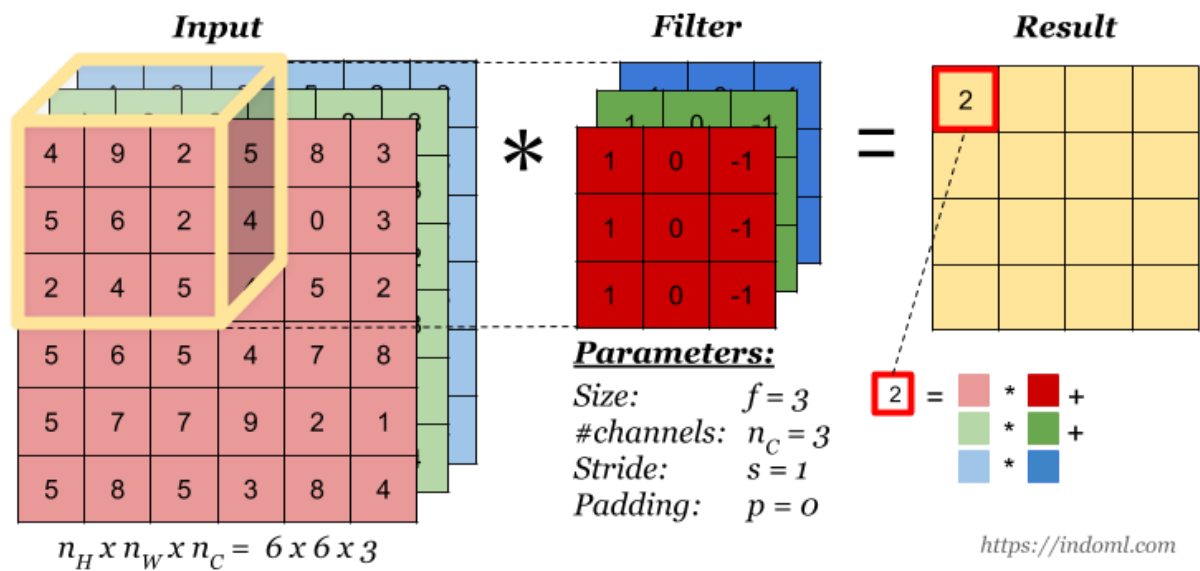 Input
Filter
Result
4 9 2 5 8 3
5 6 2 4 0 3
2 4 5 5 2
5 6 5 4 7 8
5 7 7 9 2 1
5 8 5 3 8 4
n_H x n_W x n_C = 6 x 6 x 3
*
1 0 -1
1 0 -1
1 0 -1
1 0 -1
=
2
Parameters:
Size: f = 3
#channels: n_C = 3
Stride: s = 1
Padding: p = 0
2 = * +
* +
*
https://indoml.com